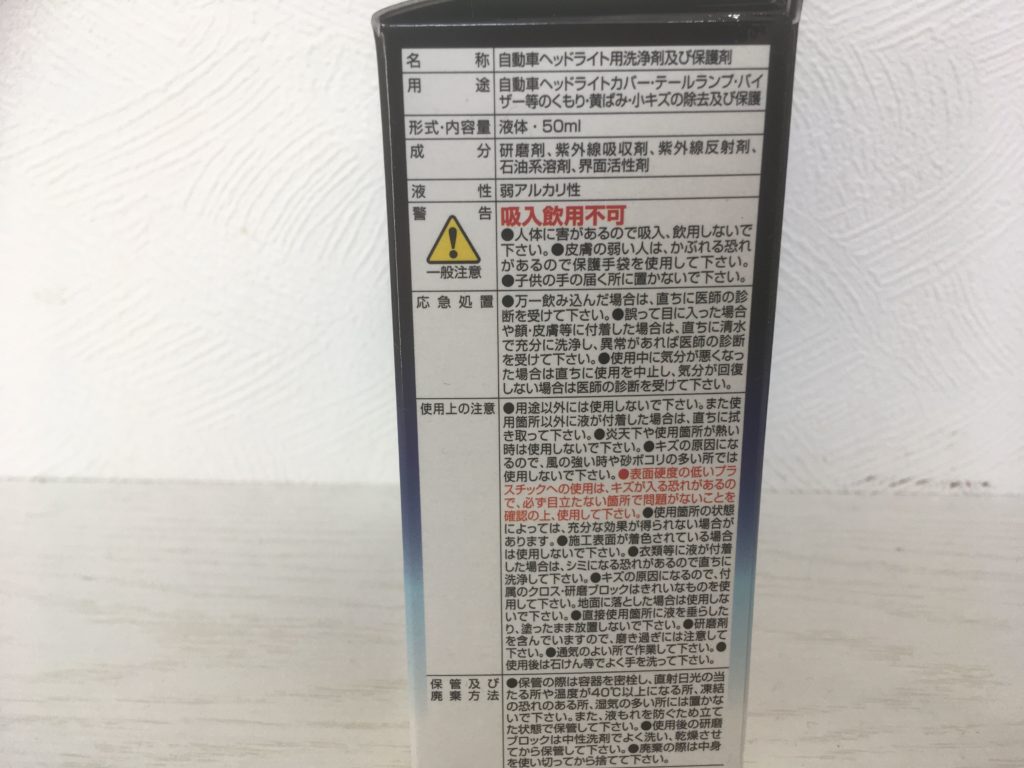 名称 自動車ヘッドライト用洗浄剤及び保護剤
用途 自動車ヘッドライトカバー・テールランプ・バイ
ザー等のくもり・黄ばみ・小キズの除去及び保護
形式・内容量 液体・50ml
成分 研磨剤、紫外線吸収剤、紫外線反射剤、
石油系溶剤、界面活性剤
液性 弱アルカリ性
警告 吸入飲用不可
一般注意
●人体に害があるので吸入、飲用しないで
下さい。●皮膚の弱い人は、かぶれる恐れ
があるので保護手袋を使用して下さい。
●子供の手の届く所に置かないで下さい。
応急処置 ●万一飲み込んだ場合は、直ちに医師の診
断を受けて下さい。●誤って目に入った場合
や顔・皮膚等に付着した場合は、直ちに清水
で充分に洗浄し、異常があれば医師の診断
を受けて下さい。●使用中に気分が悪くなっ
た場合は直ちに使用を中止し、気分が回復
しない場合は医師の診断を受けて下さい。
使用上の注意 ●用途以外には使用しないで下さい。また使
用箇所以外に液が付着した場合は、直ちに拭
き取って下さい。●炎天下や使用箇所が熱い
時は使用しないで下さい。●キズの原因にな
るので、風の強い時や砂ボコリの多い所では
使用しないで下さい。●表面硬度の低いプラ
スチックへの使用は、キズが入る恐れがあるの
で、必ず目立たない箇所で問題がないことを
確認の上、使用して下さい。●使用箇所の状態
によっては、充分な効果が得られない場合が
あります。●施工表面が着色されている場合
は使用しないで下さい。●衣類等に液が付着
した場合は、シミになる恐れがあるので直ちに
洗浄して下さい。●キズの原因になるので、付
属のクロス・研磨ブロックはきれいなものを使
用して下さい。地面に落とした場合は使用しな
いで下さい。●直接使用箇所に液を垂らした
り、塗ったまま放置しないで下さい。●研磨剤
を含んでいますので、磨き過ぎには注意して
下さい。●通気のよい所で作業して下さい。●
使用後は石けん等でよく手を洗って下さい。
保管及び
廃棄方法
●保管の際は容器を密栓し、直射日光の当
たる所や温度が40℃以上になる所、凍結
の恐れのある所、湿気の多い所には置かな
いで下さい。また、液もれを防ぐため立て
た状態で保管して下さい。●使用後の研磨
ブロックは中性洗剤でよく洗い、乾燥させ
てから保管して下さい。●廃棄の際は中身
を使い切ってから捨てて下さい。